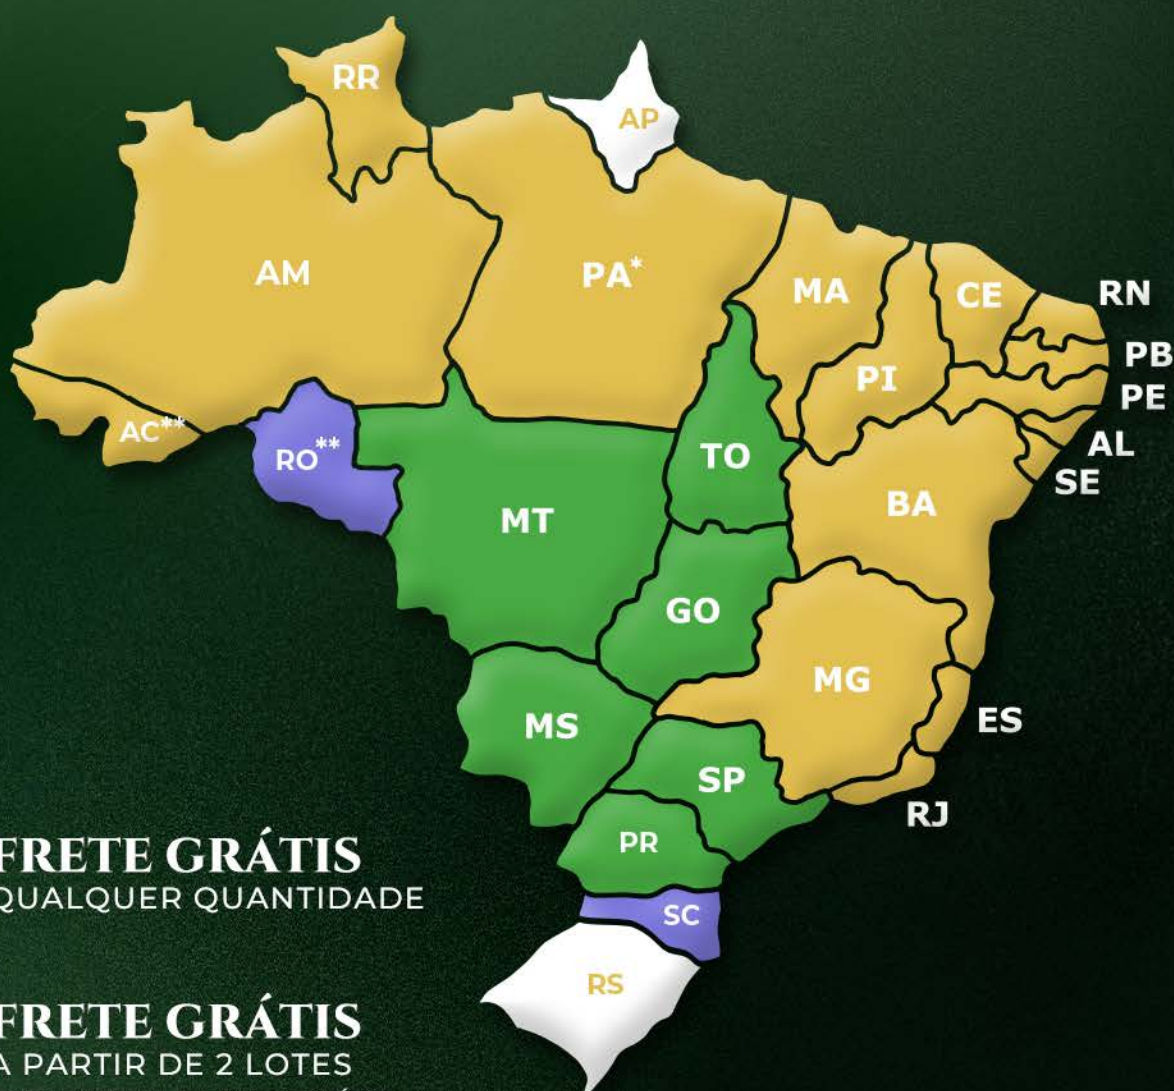 RR
AP
AM
PA*
MA
CE
RN
PI
PB
PE
AC**
RO**
TO
AL
SE
MT
BA
GO
MG
MS
ES
SP
RJ
PR
FRETE GRÁTIS
QUALQUER QUANTIDADE
SC
RS
FRETE GRÁTIS
A PARTIR DE 2 LOTES